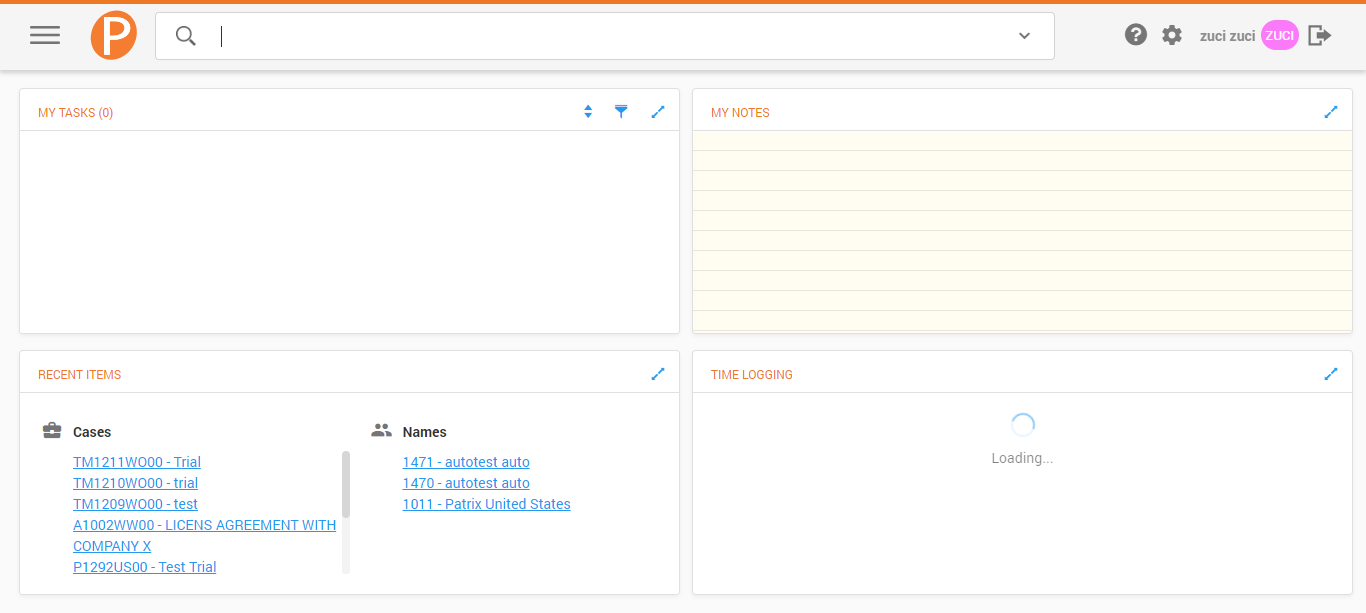 P
zuci zuci
ZUCI
MY TASKS (0)
MY NOTES
RECENT ITEMS
Cases
TM1211WO00 - Trial
TM1210WO00 - trial
TM1209WO00 - test
A1002WW00 - LICENS AGREEMENT WITH
COMPANY X
P1292US00 - Test Trial
Names
1471 - autotest auto
1470 - autotest auto
1011 - Patrix United States
TIME LOGGING
Loading...